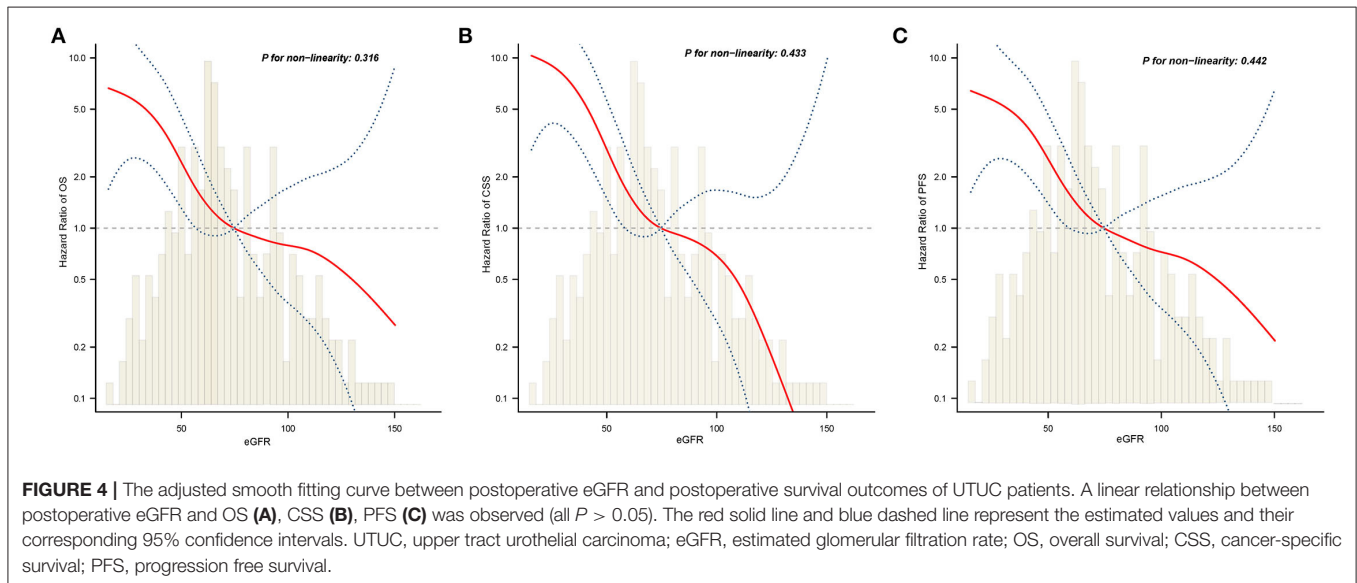 A
P for non-linearity: 0.316
Hazard Ratio of OS
10.0
5.0
2.0
1.0
0.5
0.2
0.1
50
100
150
eGFR
B
P for non-linearity: 0.433
Hazard Ratio of CSS
10.0
5.0
2.0
1.0
0.5
0.2
0.1
50
100
150
eGFR
C
P for non-linearity: 0.442
Hazard Ratio of PFS
10.0
5.0
2.0
1.0
0.5
0.2
0.1
50
100
150
eGFR
FIGURE 4 | The adjusted smooth fitting curve between postoperative eGFR and postoperative survival outcomes of UTUC patients. A linear relationship between
postoperative eGFR and OS (A), CSS (B), PFS (C) was observed (all P > 0.05). The red solid line and blue dashed line represent the estimated values and their
corresponding 95% confidence intervals. UTUC, upper tract urothelial carcinoma; eGFR, estimated glomerular filtration rate; OS, overall survival; CSS, cancer-specific
survival; PFS, progression free survival.